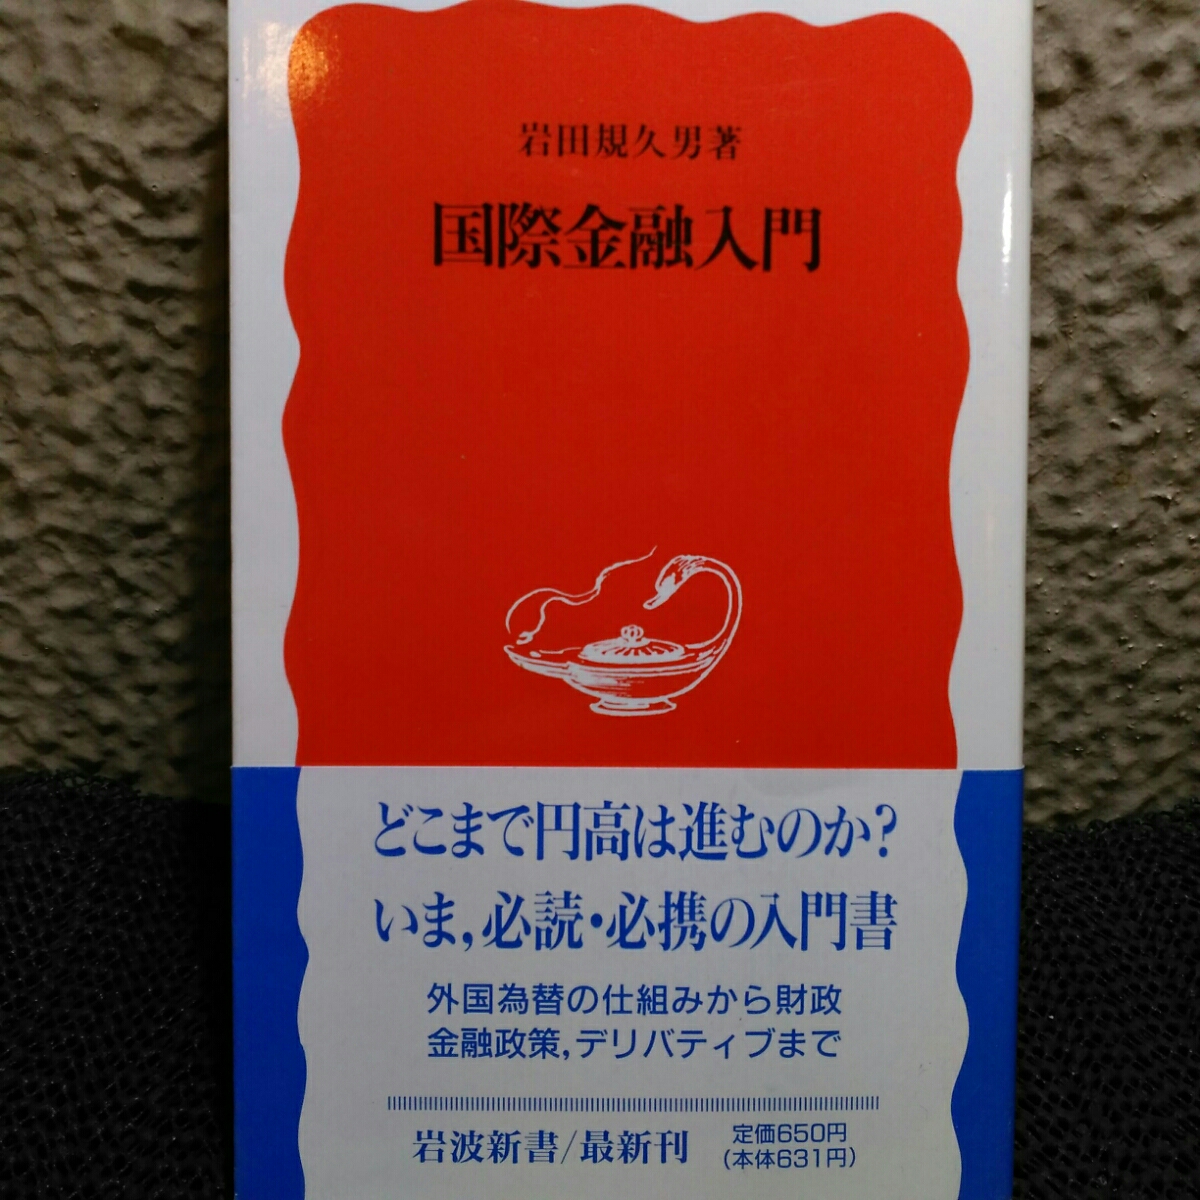 岩田規久男著
国際金融入門
どこまで円高は進むのか?
いま,必読・必携の入門書
外国為替の仕組みから財政
金融政策,デリバティブまで
岩波新書/最新刊
定価650円
(本体631円)